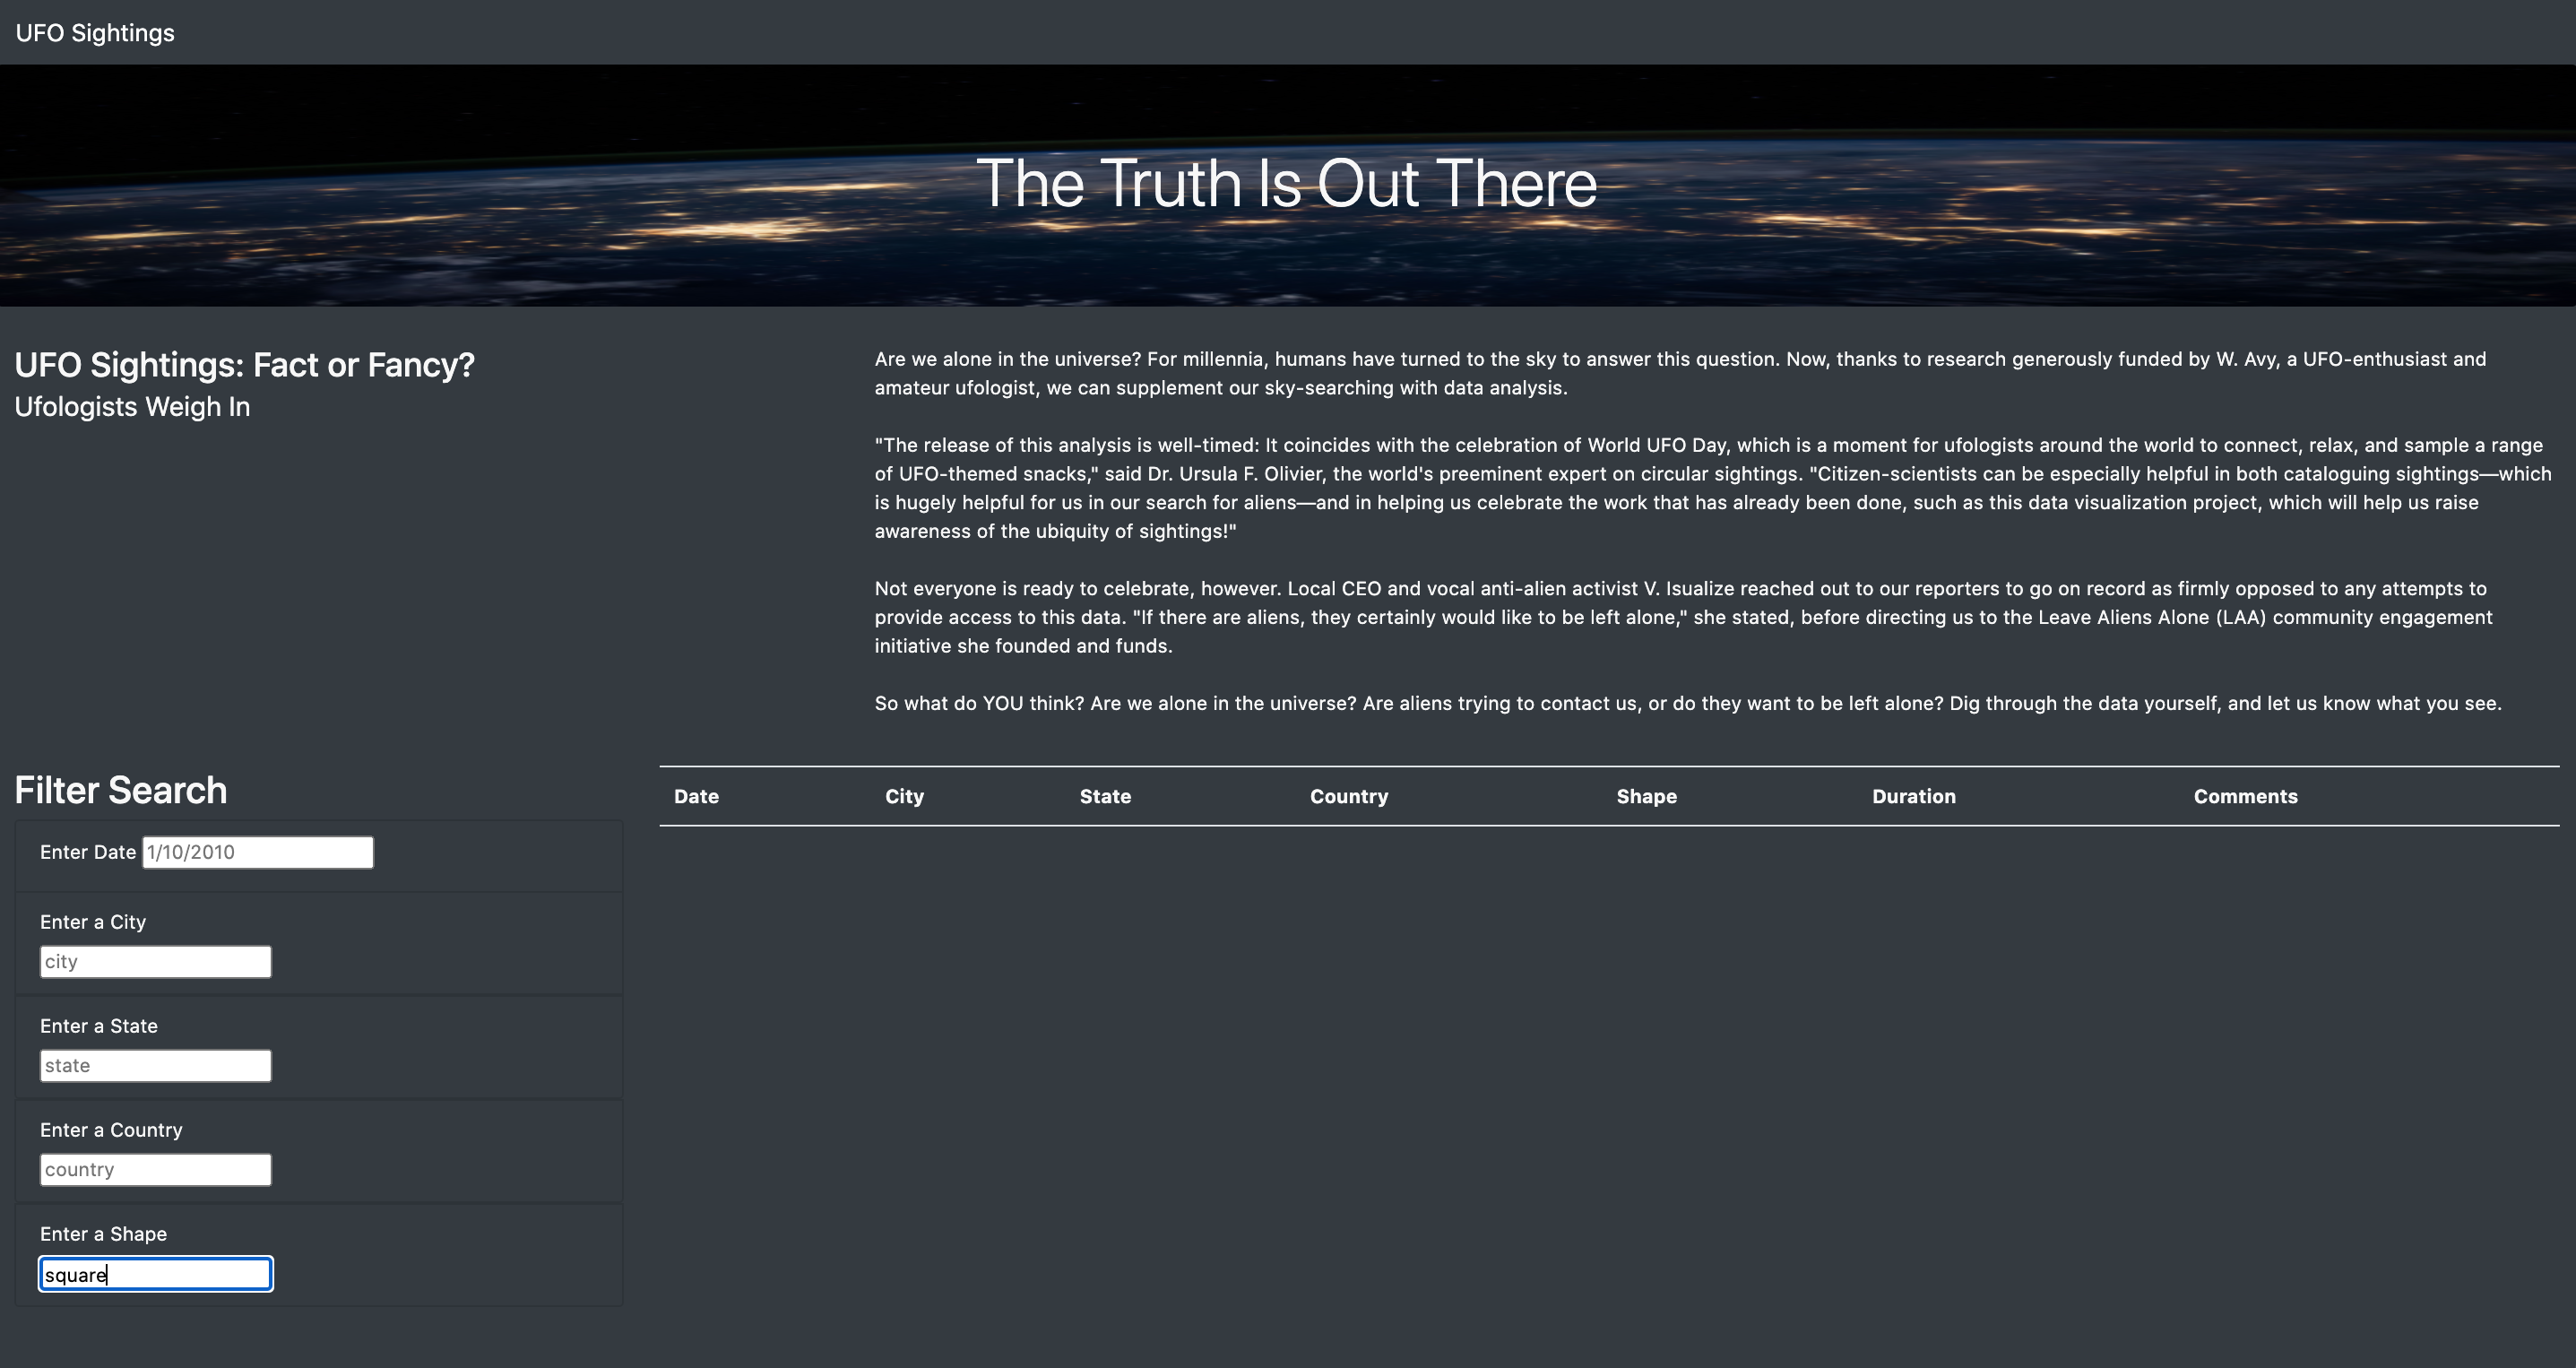 UFO Sightings
The Truth Is Out There
UFO Sightings: Fact or Fancy?
Ufologists Weigh In
Are we alone in the universe? For millennia, humans have turned to the sky to answer this question. Now, thanks to research generously funded by W. Avy, a UFO-enthusiast and
amateur ufologist, we can supplement our sky-searching with data analysis.
"The release of this analysis is well-timed: It coincides with the celebration of World UFO Day, which is a moment for ufologists around the world to connect, relax, and sample a range
of UFO-themed snacks," said Dr. Ursula F. Olivier, the world's preeminent expert on circular sightings. "Citizen-scientists can be especially helpful in both cataloguing sightings—which
is hugely helpful for us in our search for aliens—and in helping us celebrate the work that has already been done, such as this data visualization project, which will help us raise
awareness of the ubiquity of sightings!"
Not everyone is ready to celebrate, however. Local CEO and vocal anti-alien activist V. Isualize reached out to our reporters to go on record as firmly opposed to any attempts to
provide access to this data. "If there are aliens, they certainly would like to be left alone," she stated, before directing us to the Leave Aliens Alone (LAA) community engagement
initiative she founded and funds.
So what do YOU think? Are we alone in the universe? Are aliens trying to contact us, or do they want to be left alone? Dig through the data yourself, and let us know what you see.
Filter Search
Enter Date 1/10/2010
Enter a City
city
Enter a State
state
Enter a Country
country
Enter a Shape
square
Date City State Country Shape Duration Comments